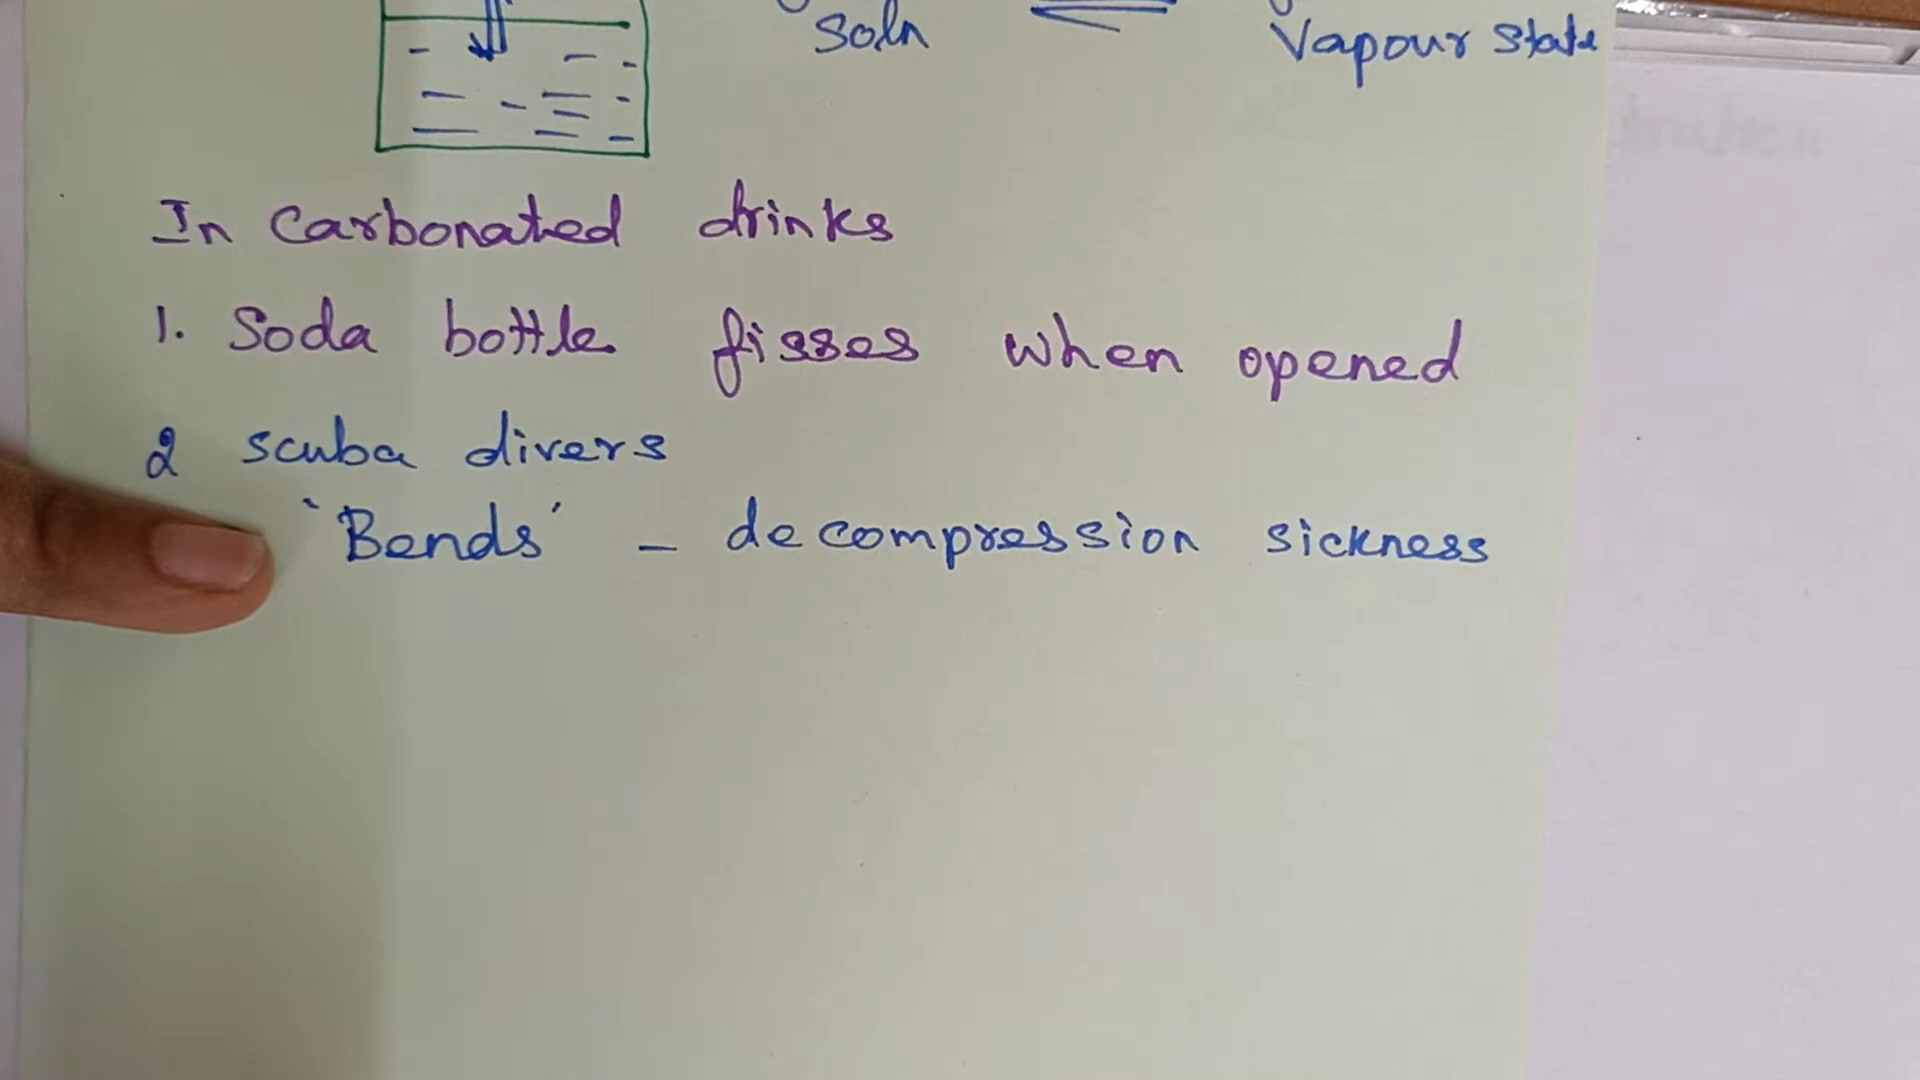 Soln Vapour state
In Carbonated drinks
1. Soda bottle fisses when opened
2 scuba divers
'Bends' - decompression sickness